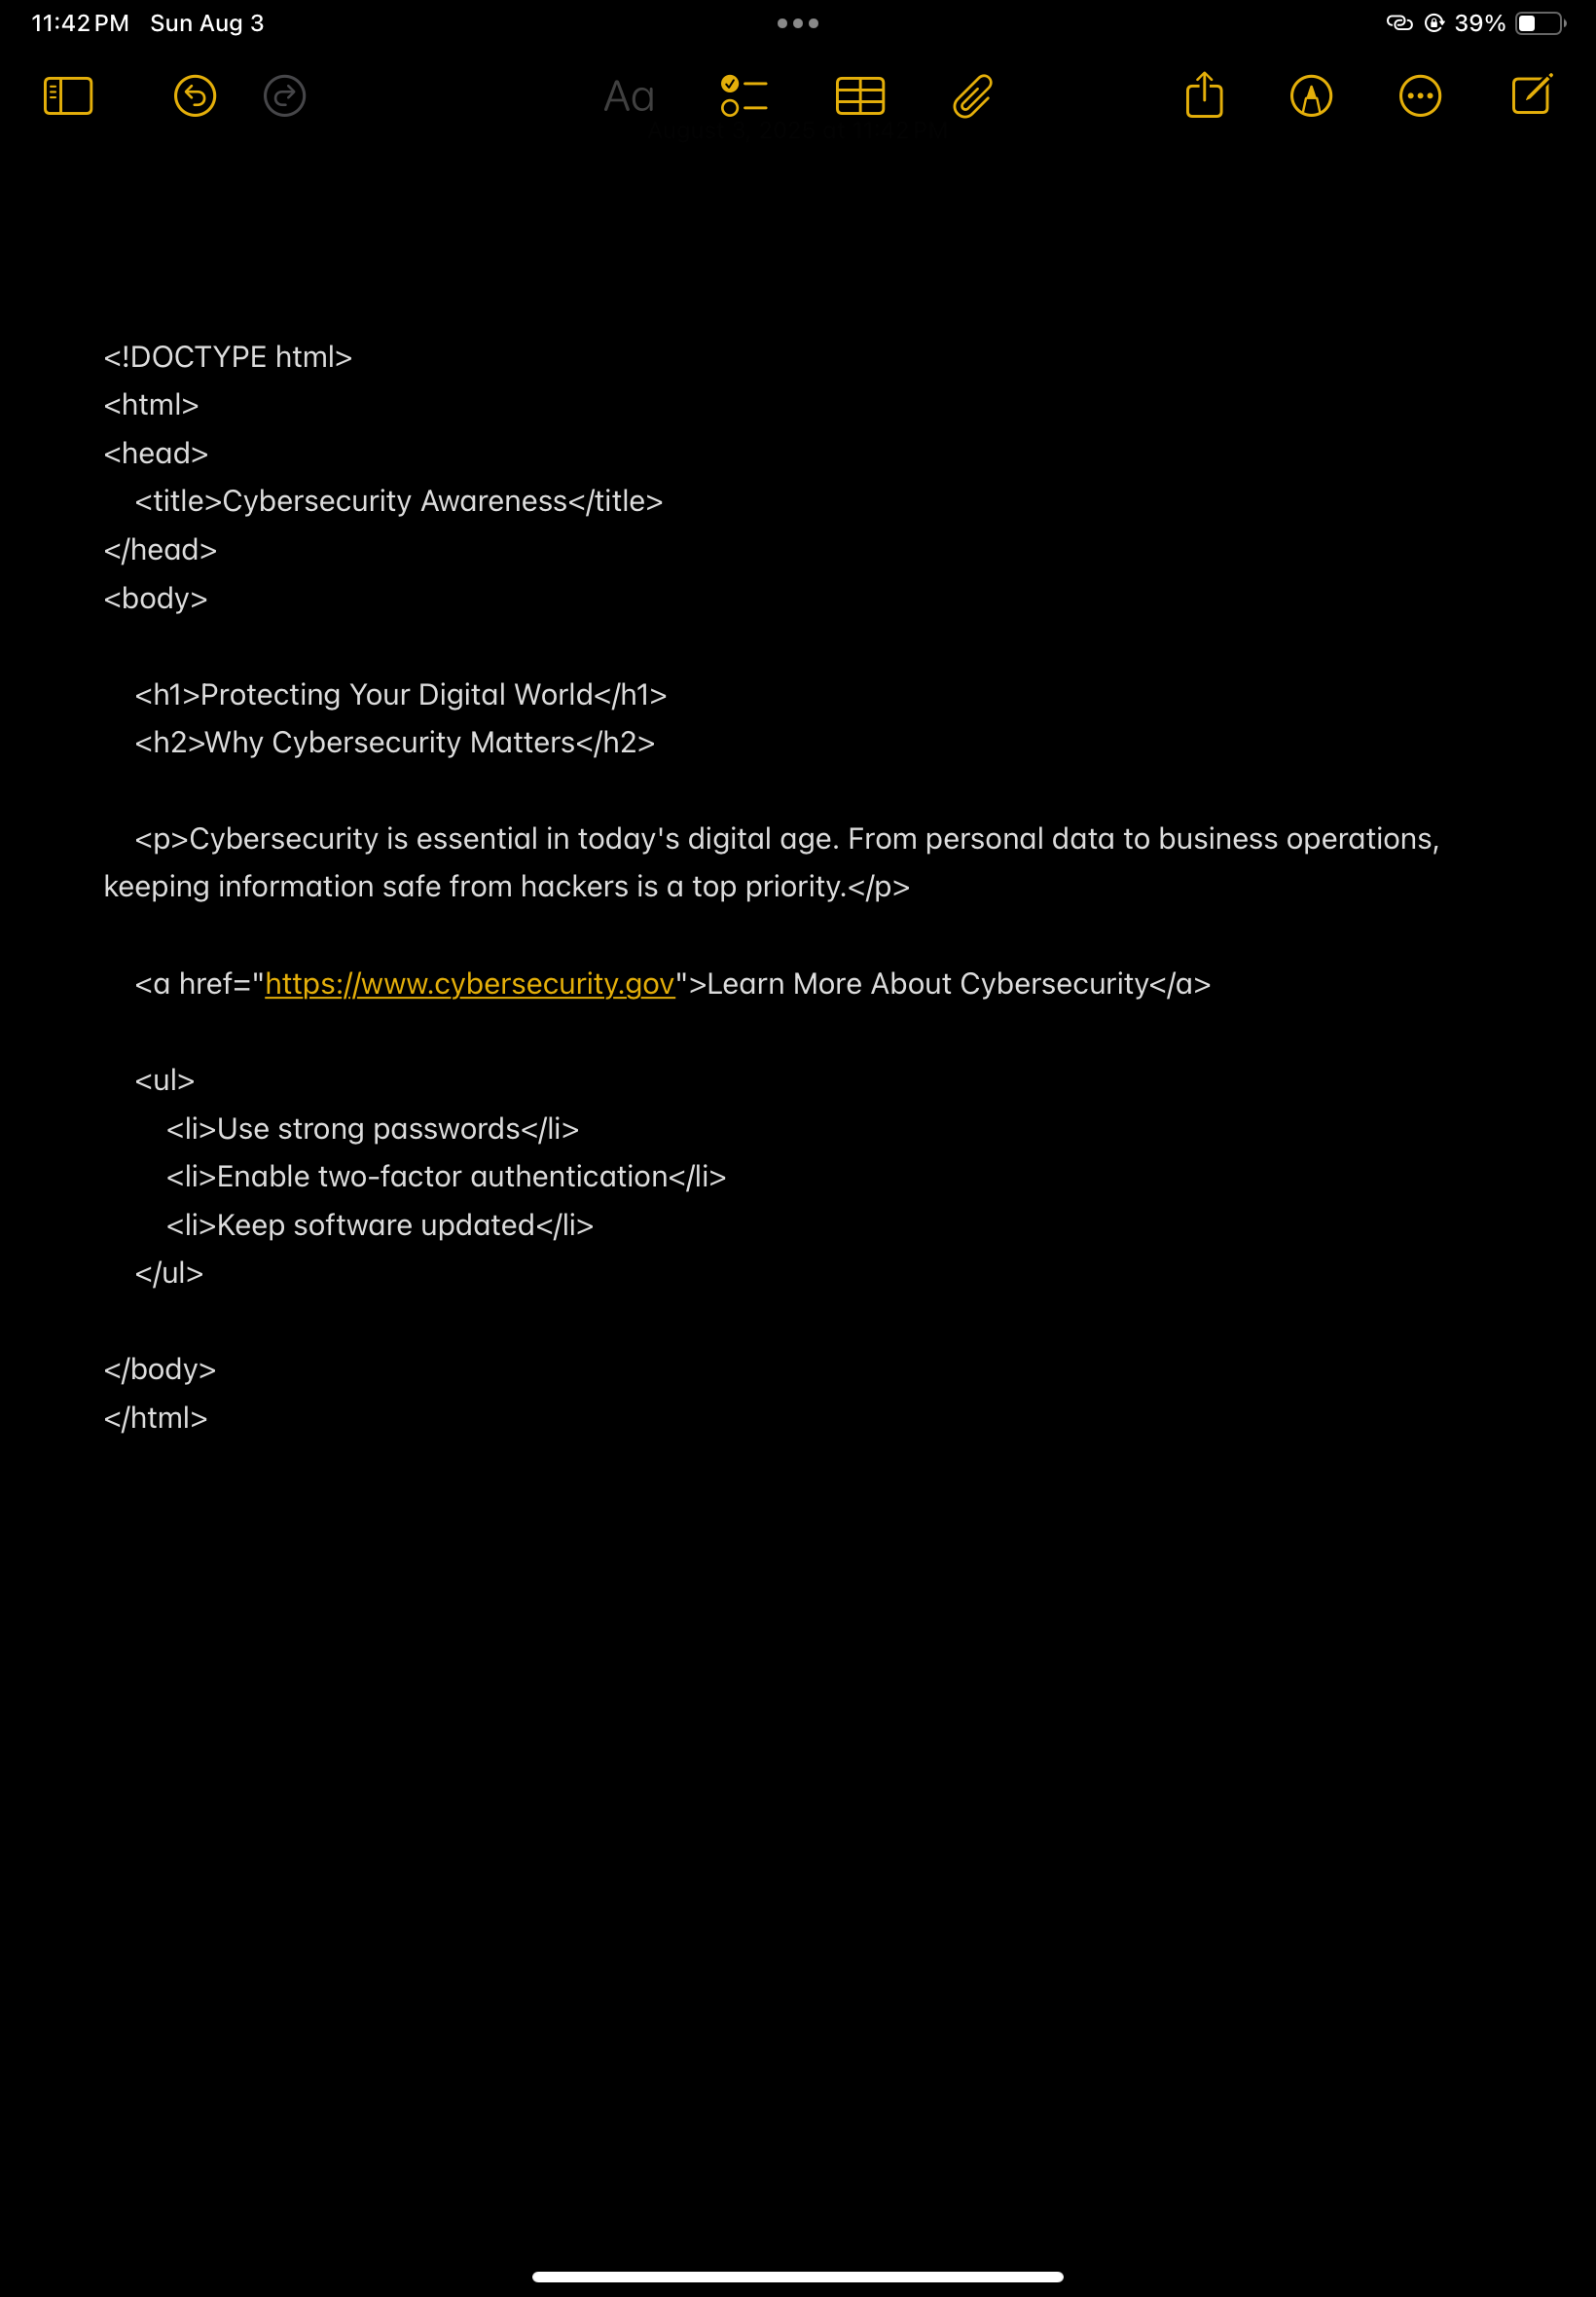 11:42 PM Sun Aug 3
39%
Aa
<!DOCTYPE html>
<html>
<head>
    <title>Cybersecurity Awareness</title>
</head>
<body>
    <h1>Protecting Your Digital World</h1>
    <h2>Why Cybersecurity Matters</h2>
    <p>Cybersecurity is essential in today's digital age. From personal data to business operations,
keeping information safe from hackers is a top priority.</p>
    <a href="https://www.cybersecurity.gov">Learn More About Cybersecurity</a>
    <ul>
        <li>Use strong passwords</li>
        <li>Enable two-factor authentication</li>
        <li>Keep software updated</li>
    </ul>
</body>
</html>